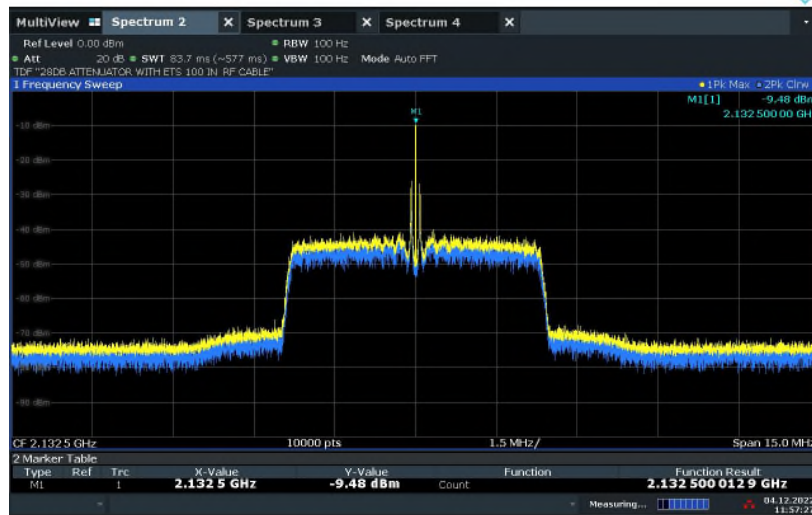 MultiView Spectrum 2 X Spectrum 3 X Spectrum 4 X
Ref Level 0.00 dBm RBW 100 Hz
Att 20 dB SWT 83.7 ms (~577 ms) VBW 100 Hz Mode Auto FFT
TDF "28DB ATTENUATOR WITH ETS 100 IN RF CABLE"
1 Frequency Sweep 1Pk Max 2Pk Clrw
M1[1] -9.48 dBm
2.132 500 00 GH
M1
-10 dBm
-20 dBm
-30 dBm
-40 dBm
-50 dBm
-60 dBm
-70 dBm
-90 dBm
CF 2.132 5 GHz 10000 pts 1.5 MHz/ Span 15.0 MHz
2 Marker Table
Type Ref Trc X-Value Y-Value Function Function Result
M1 1 2.132 5 GHz -9.48 dBm Count 2.132 500 012 9 GHz
Measuring... 04.12.2022